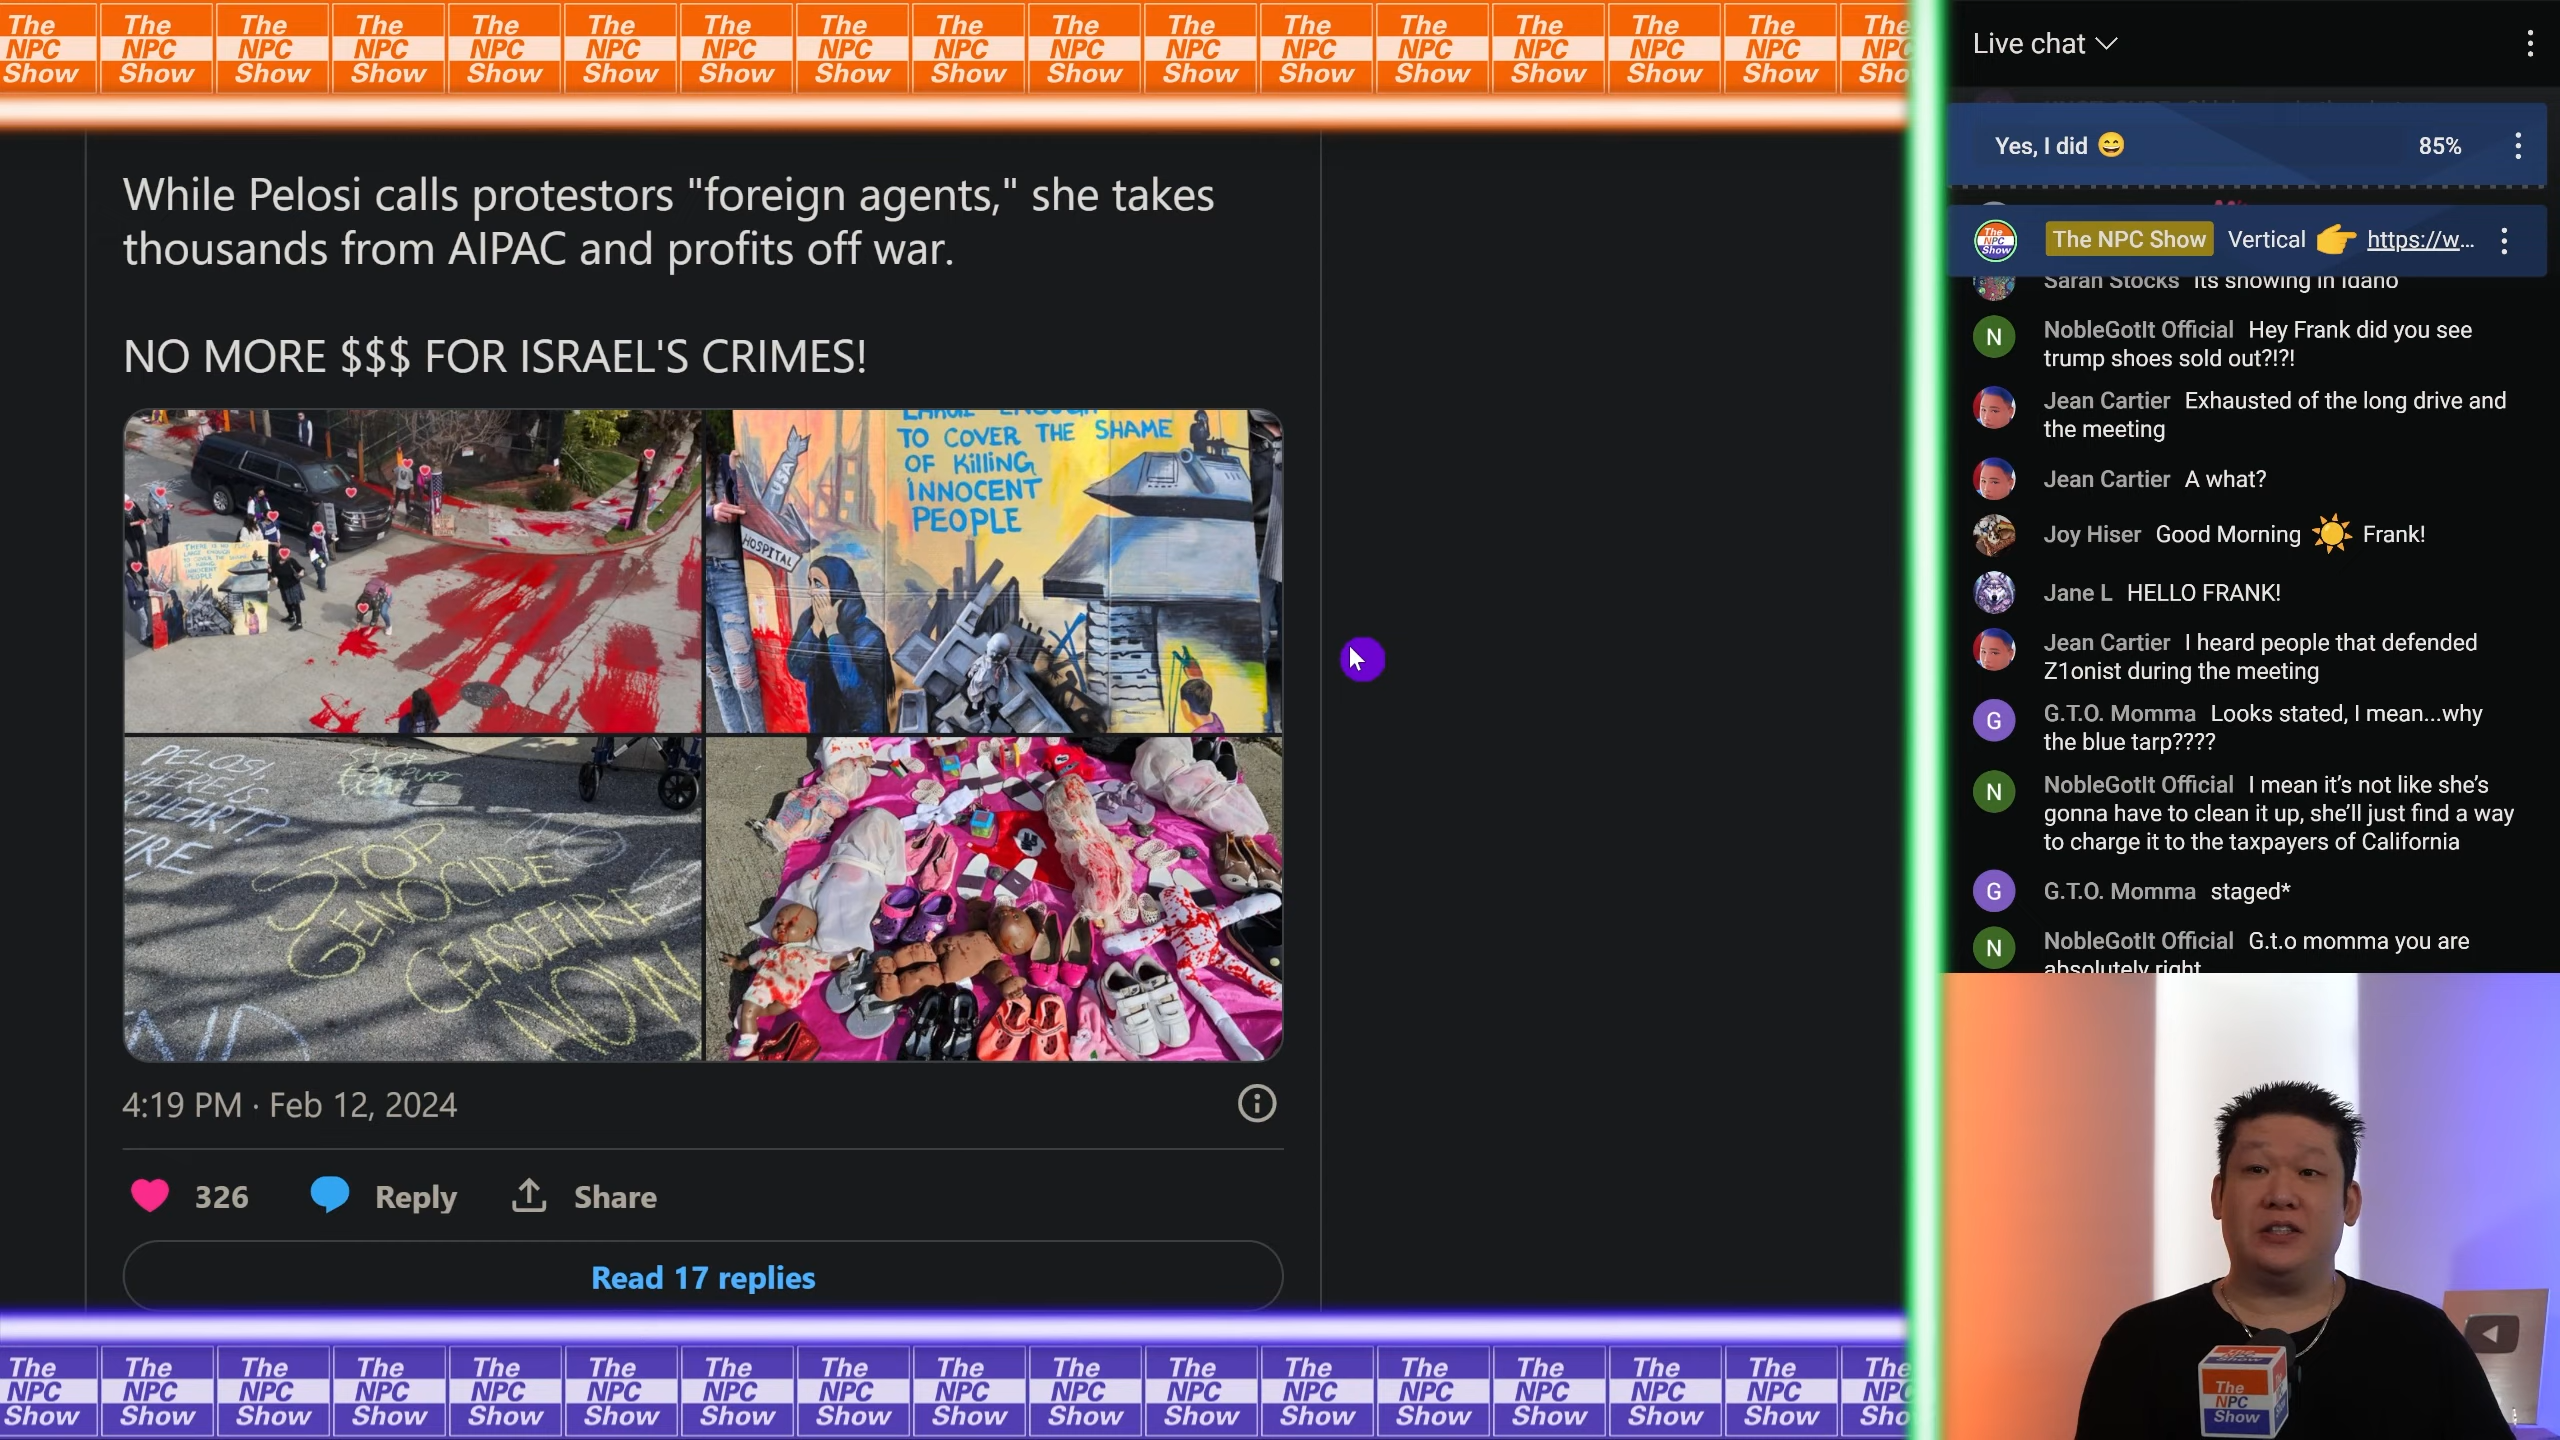 The NPC Show The NPC Show The NPC Show The NPC Show The NPC Show The NPC Show The NPC Show The NPC Show The NPC Show The NPC Show The NPC Show The NPC Show The NPC Show The NPC Show The NPC Show The NPC Show The NPC Sho
While Pelosi calls protestors "foreign agents," she takes
thousands from AIPAC and profits off war.
NO MORE $$$ FOR ISRAEL'S CRIMES!
LARGE ENOUGH
TO COVER THE SHAME
OF KiLLiNG
iNNOCENT
PEOPLE
USA
HOSPITAL
PELOSI,
WHERE IS
HEART?
STOP
GENOCIDE
CEASEFIRE
NOW
4:19 PM · Feb 12, 2024
326 Reply Share
Read 17 replies
The NPC Show The NPC Show The NPC Show The NPC Show The NPC Show The NPC Show The NPC Show The NPC Show The NPC Show The NPC Show The NPC Show The NPC Show The NPC Show The NPC Show The NPC Show The NPC Show The NPC Sho
Live chat
Yes, I did 😄 85%
The NPC Show Vertical 👉 https://w...
Sarah Stocks Its showing in Idaho
NobleGotIt Official Hey Frank did you see
trump shoes sold out?!?!
Jean Cartier Exhausted of the long drive and
the meeting
Jean Cartier A what?
Joy Hiser Good Morning ☀️ Frank!
Jane L HELLO FRANK!
Jean Cartier I heard people that defended
Z1onist during the meeting
G.T.O. Momma Looks stated, I mean...why
the blue tarp????
NobleGotIt Official I mean it's not like she's
gonna have to clean it up, she'll just find a way
to charge it to the taxpayers of California
G.T.O. Momma staged*
NobleGotIt Official G.t.o momma you are
absolutely right
The
NPC
Show